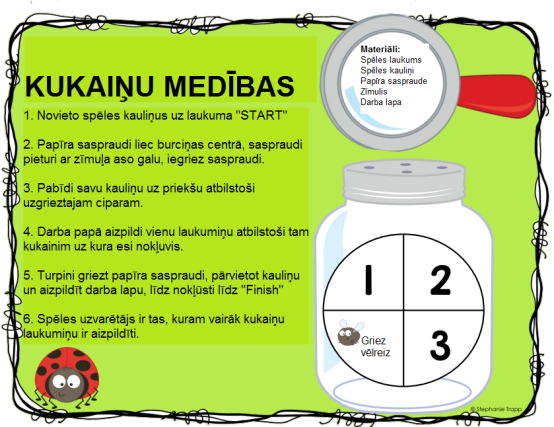 KUKAIŅU MEDĪBAS
1. Novieto spēles kauliņus uz laukuma "START"
2. Papīra saspraudi liec burciņas centrā, saspraudi
pieturi ar zīmuļa aso galu, iegriez saspraudi.
3. Pabīdi savu kauliņu uz priekšu atbilstoši
uzgrieztajam ciparam.
4. Darba papā aizpildi vienu laukumiņu atbilstoši tam
kukainim uz kura esi nokļuvis.
5. Turpini griezt papīra saspraudi, pārvietot kauliņu
un aizpildīt darba lapu, līdz nokļūsti līdz "Finish"
6. Spēles uzvarētājs ir tas, kuram vairāk kukaiņu
laukumiņu ir aizpildīti.
Materiāli:
Spēles laukums
Spēles kauliņi
Papīra saspraude
Zīmulis
Darba lapa
1
2
Griez
vēlreiz
3
©Stephanie Trapp